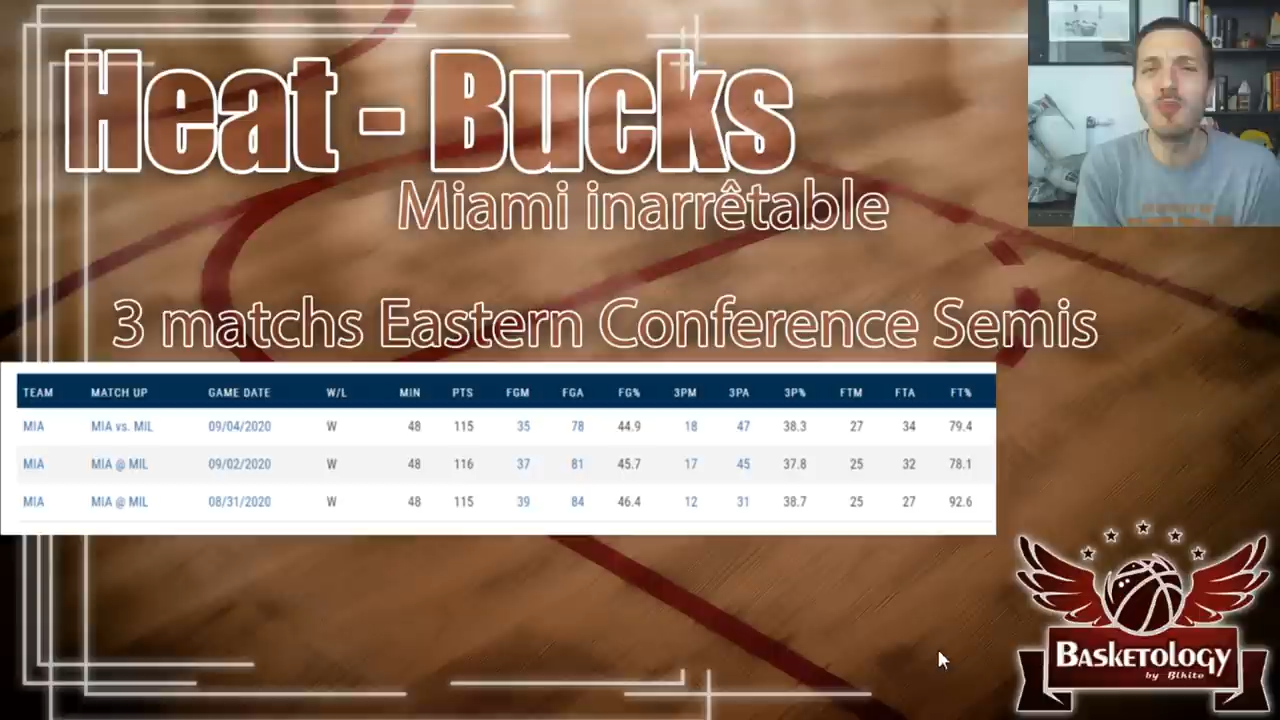 Heat - Bucks
Miami inarrêtable
3 matchs Eastern Conference Semis
TEAM MATCH UP GAME DATE W/L MIN PTS FGM FGA FG% 3PM 3PA 3P% FTM FTA FT%
MIA MIA vs. MIL 09/04/2020 W 48 115 35 78 44.9 18 47 38.3 27 34 79.4
MIA MIA @ MIL 09/02/2020 W 48 116 37 81 45.7 17 45 37.8 25 32 78.1
MIA MIA @ MIL 08/31/2020 W 48 115 39 84 46.4 12 31 38.7 25 27 92.6
Basketology
by Blkito